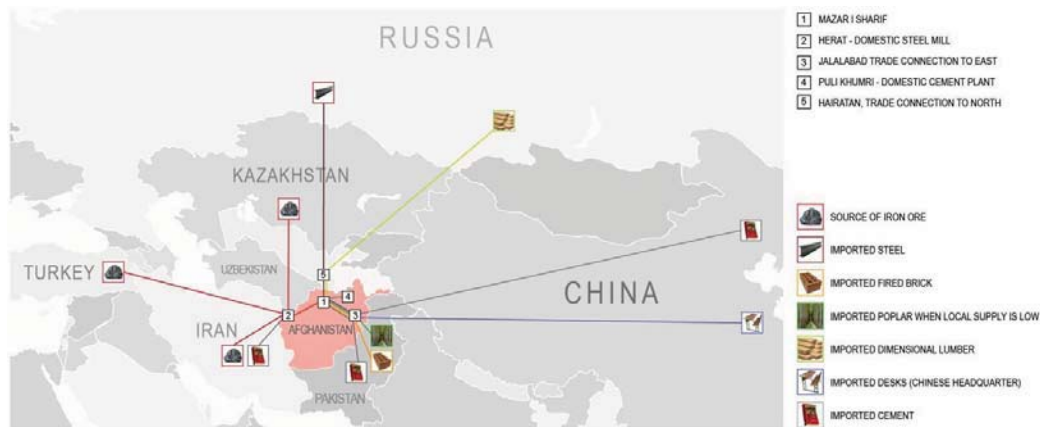 RUSSIA
KAZAKHSTAN
TURKEY
UZBEKISTAN
CHINA
IRAN
AFGHANISTAN
PAKISTAN
5
1
4
2
3
1 MAZAR I SHARIF
2 HERAT - DOMESTIC STEEL MILL
3 JALALABAD TRADE CONNECTION TO EAST
4 PULI KHUMRI - DOMESTIC CEMENT PLANT
5 HAIRATAN, TRADE CONNECTION TO NORTH
SOURCE OF IRON ORE
IMPORTED STEEL
IMPORTED FIRED BRICK
IMPORTED POPLAR WHEN LOCAL SUPPLY IS LOW
IMPORTED DIMENSIONAL LUMBER
IMPORTED DESKS (CHINESE HEADQUARTER)
IMPORTED CEMENT